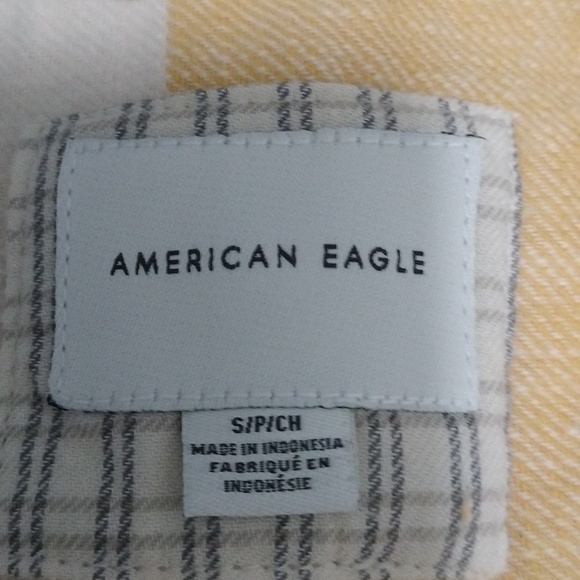 AMERICAN EAGLE
S/P/CH
MADE IN INDONESIA
FABRIQUÉ EN
INDONÉSIE